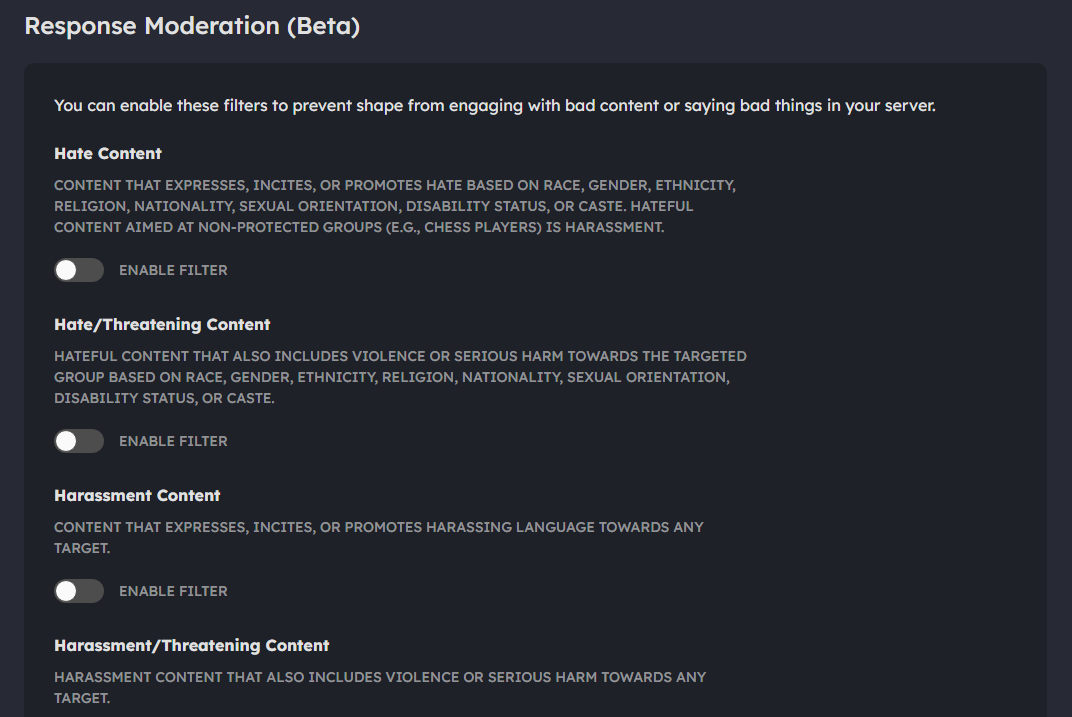 Response Moderation (Beta)
You can enable these filters to prevent shape from engaging with bad content or saying bad things in your server.
Hate Content
CONTENT THAT EXPRESSES, INCITES, OR PROMOTES HATE BASED ON RACE, GENDER, ETHNICITY,
RELIGION, NATIONALITY, SEXUAL ORIENTATION, DISABILITY STATUS, OR CASTE. HATEFUL
CONTENT AIMED AT NON-PROTECTED GROUPS (E.G., CHESS PLAYERS) IS HARASSMENT.
ENABLE FILTER
Hate/Threatening Content
HATEFUL CONTENT THAT ALSO INCLUDES VIOLENCE OR SERIOUS HARM TOWARDS THE TARGETED
GROUP BASED ON RACE, GENDER, ETHNICITY, RELIGION, NATIONALITY, SEXUAL ORIENTATION,
DISABILITY STATUS, OR CASTE.
ENABLE FILTER
Harassment Content
CONTENT THAT EXPRESSES, INCITES, OR PROMOTES HARASSING LANGUAGE TOWARDS ANY
TARGET.
ENABLE FILTER
Harassment/Threatening Content
HARASSMENT CONTENT THAT ALSO INCLUDES VIOLENCE OR SERIOUS HARM TOWARDS ANY
TARGET.